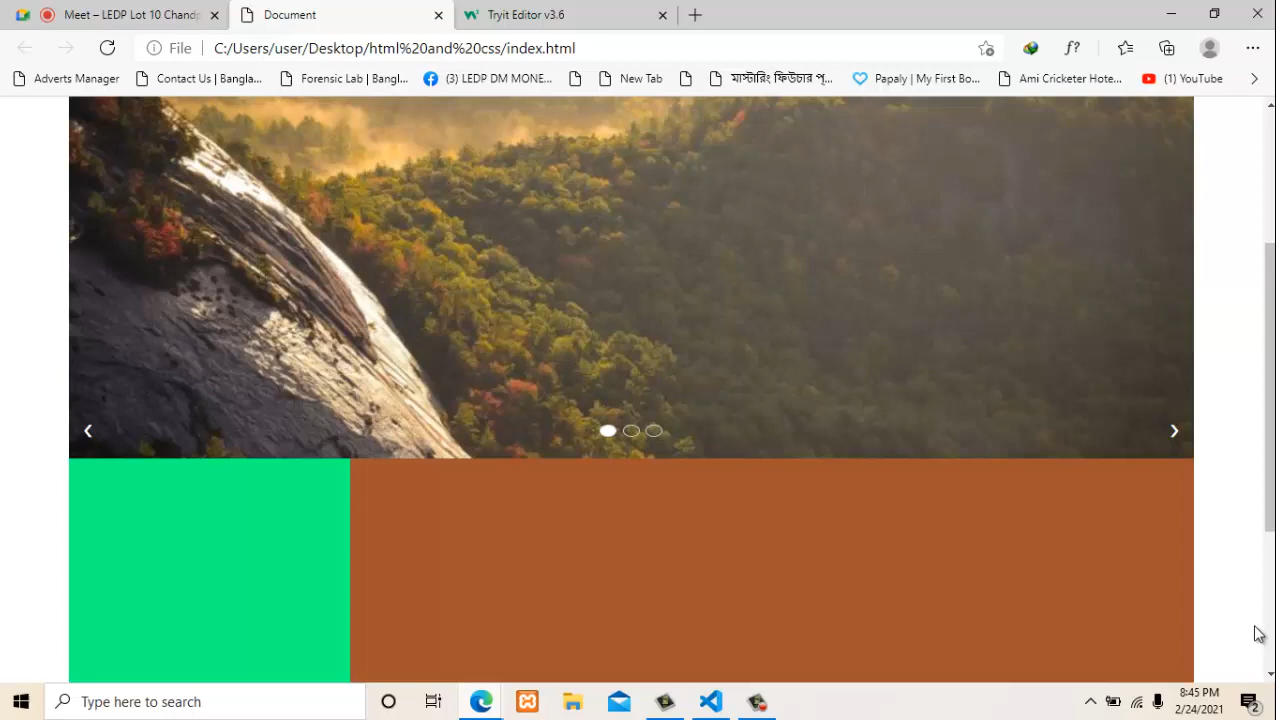 Meet – LEDP Lot 10 Chandp
Document
Tryit Editor v3.6
File
C:/Users/user/Desktop/html%20and%20css/index.html
Adverts Manager
Contact Us | Bangla...
Forensic Lab | Bangl...
(3) LEDP DM MONE...
New Tab
মাস্টারিং ফিউচার প্...
Papaly | My First Bo...
Ami Cricketer Hote...
(1) YouTube
Type here to search
8:45 PM
2/24/2021
2